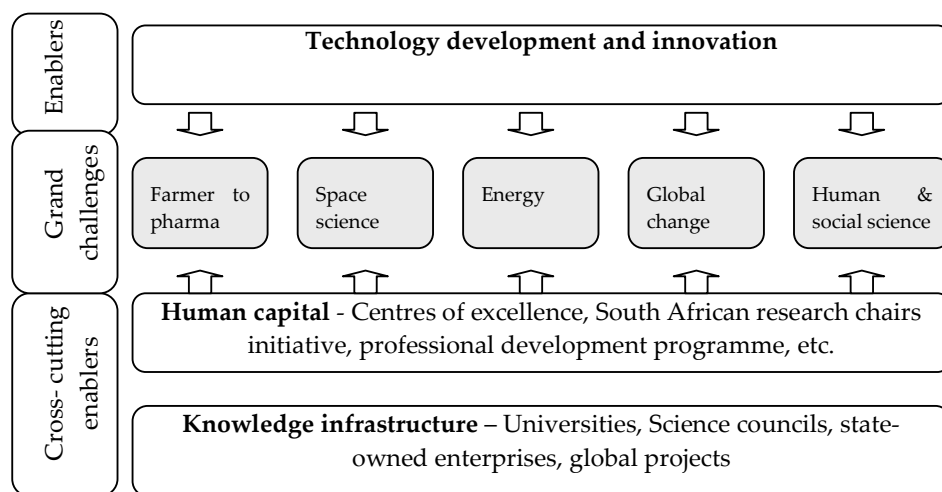 Enablers
Technology development and innovation
Grand
challenges
Farmer to
pharma
Space
science
Energy
Global
change
Human &
social science
Cross- cutting
enablers
Human capital - Centres of excellence, South African research chairs
initiative, professional development programme, etc.
Knowledge infrastructure – Universities, Science councils, state-
owned enterprises, global projects